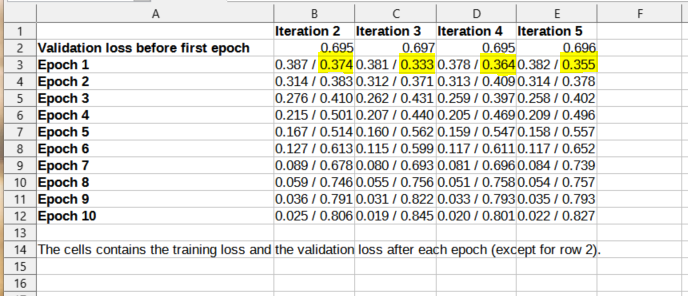 A B C D E F
1 Iteration 2 Iteration 3 Iteration 4 Iteration 5
2 Validation loss before first epoch 0.695 0.697 0.695 0.696
3 Epoch 1 0.387 / 0.374 0.381 / 0.333 0.378 / 0.364 0.382 / 0.355
4 Epoch 2 0.314 / 0.383 0.312 / 0.371 0.313 / 0.409 0.314 / 0.378
5 Epoch 3 0.276 / 0.410 0.262 / 0.431 0.259 / 0.397 0.258 / 0.402
6 Epoch 4 0.215 / 0.501 0.207 / 0.440 0.205 / 0.469 0.209 / 0.496
7 Epoch 5 0.167 / 0.514 0.160 / 0.562 0.159 / 0.547 0.158 / 0.557
8 Epoch 6 0.127 / 0.613 0.115 / 0.599 0.117 / 0.611 0.117 / 0.652
9 Epoch 7 0.089 / 0.678 0.080 / 0.693 0.081 / 0.696 0.084 / 0.739
10 Epoch 8 0.059 / 0.746 0.055 / 0.756 0.051 / 0.758 0.054 / 0.757
11 Epoch 9 0.036 / 0.791 0.031 / 0.822 0.033 / 0.793 0.035 / 0.793
12 Epoch 10 0.025 / 0.806 0.019 / 0.845 0.020 / 0.801 0.022 / 0.827
13
14 The cells contains the training loss and the validation loss after each epoch (except for row 2).
15
16